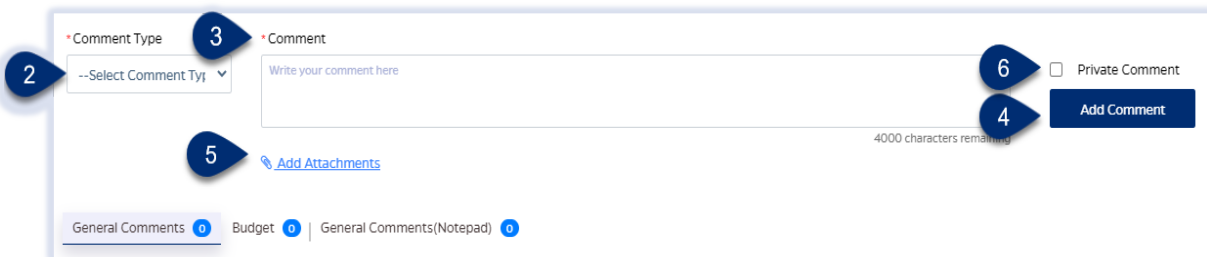 *Comment Type 3 *Comment
2 --Select Comment Typ Write your comment here 6 Private Comment
4 Add Comment
4000 characters remaining
5 Add Attachments
General Comments 0 Budget 0 | General Comments(Notepad) 0